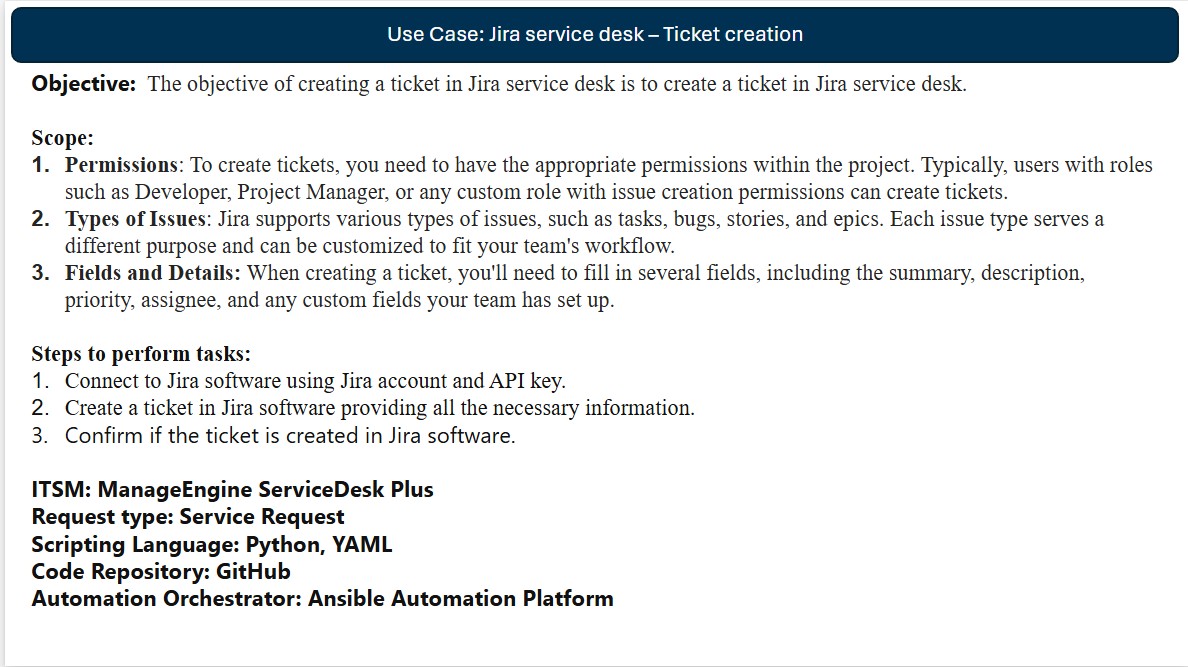 Use Case: Jira service desk – Ticket creation
Objective: The objective of creating a ticket in Jira service desk is to create a ticket in Jira service desk.
Scope:
1. Permissions: To create tickets, you need to have the appropriate permissions within the project. Typically, users with roles
such as Developer, Project Manager, or any custom role with issue creation permissions can create tickets.
2. Types of Issues: Jira supports various types of issues, such as tasks, bugs, stories, and epics. Each issue type serves a
different purpose and can be customized to fit your team's workflow.
3. Fields and Details: When creating a ticket, you'll need to fill in several fields, including the summary, description,
priority, assignee, and any custom fields your team has set up.
Steps to perform tasks:
1. Connect to Jira software using Jira account and API key.
2. Create a ticket in Jira software providing all the necessary information.
3. Confirm if the ticket is created in Jira software.
ITSM: ManageEngine ServiceDesk Plus
Request type: Service Request
Scripting Language: Python, YAML
Code Repository: GitHub
Automation Orchestrator: Ansible Automation Platform